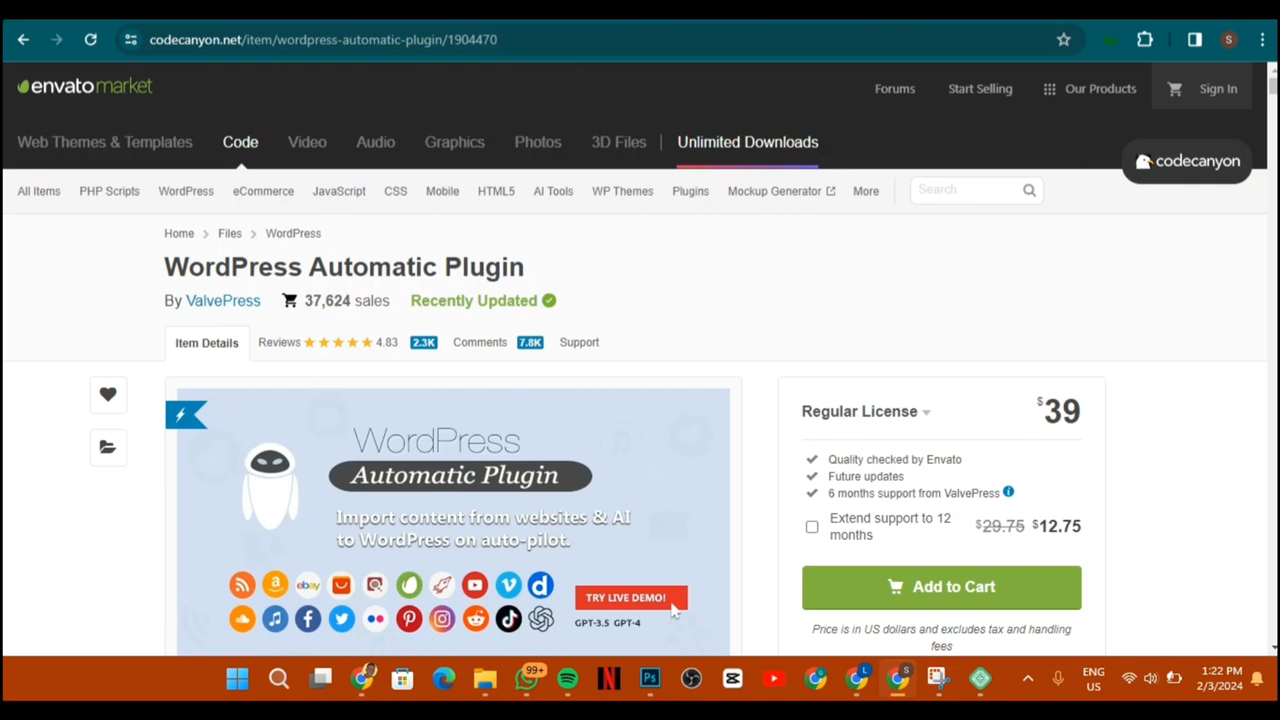 codecanyon.net/item/wordpress-automatic-plugin/1904470
S
envatomarket
Forums
Start Selling
Our Products
Sign In
Web Themes & Templates
Code
Video
Audio
Graphics
Photos
3D Files
Unlimited Downloads
codecanyon
All Items
PHP Scripts
WordPress
eCommerce
JavaScript
CSS
Mobile
HTML5
AI Tools
WP Themes
Plugins
Mockup Generator
More
Search
Home
Files
WordPress
WordPress Automatic Plugin
By ValvePress 37,624 sales Recently Updated
Item Details
Reviews 4.83 2.3K
Comments 7.8K
Support
WordPress
Automatic Plugin
Import content from websites & AI
to WordPress on auto-pilot.
ebay
TRY LIVE DEMO!
GPT-3.5 GPT-4
Regular License
$39
Quality checked by Envato
Future updates
6 months support from ValvePress
Extend support to 12
months
$29.75 $12.75
Add to Cart
Price is in US dollars and excludes tax and handling
fees
99+
N
Ps
L
S
ENG
US
1:22 PM
2/3/2024